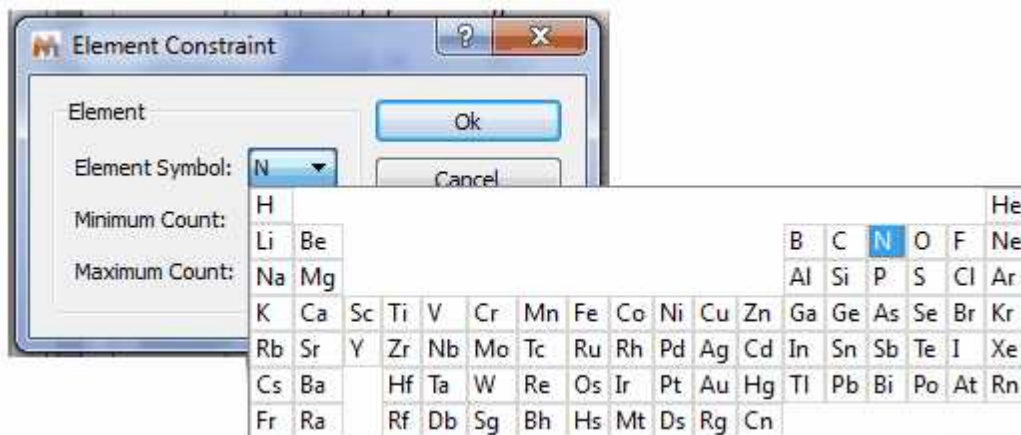 Element Constraint ?
Element
Ok
Element Symbol: N
Cancel
Minimum Count:
Maximum Count:
H He
Li Be B C N O F Ne
Na Mg Al Si P S Cl Ar
K Ca Sc Ti V Cr Mn Fe Co Ni Cu Zn Ga Ge As Se Br Kr
Rb Sr Y Zr Nb Mo Tc Ru Rh Pd Ag Cd In Sn Sb Te I Xe
Cs Ba Hf Ta W Re Os Ir Pt Au Hg Tl Pb Bi Po At Rn
Fr Ra Rf Db Sg Bh Hs Mt Ds Rg Cn